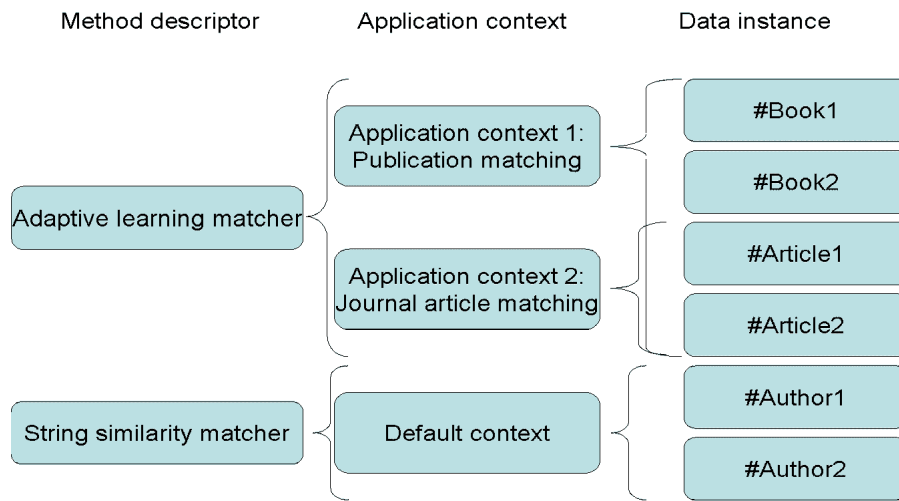 Method descriptor
Application context
Data instance
Adaptive learning matcher
Application context 1:
Publication matching
Application context 2:
Journal article matching
#Book1
#Book2
#Article1
#Article2
String similarity matcher
Default context
#Author1
#Author2